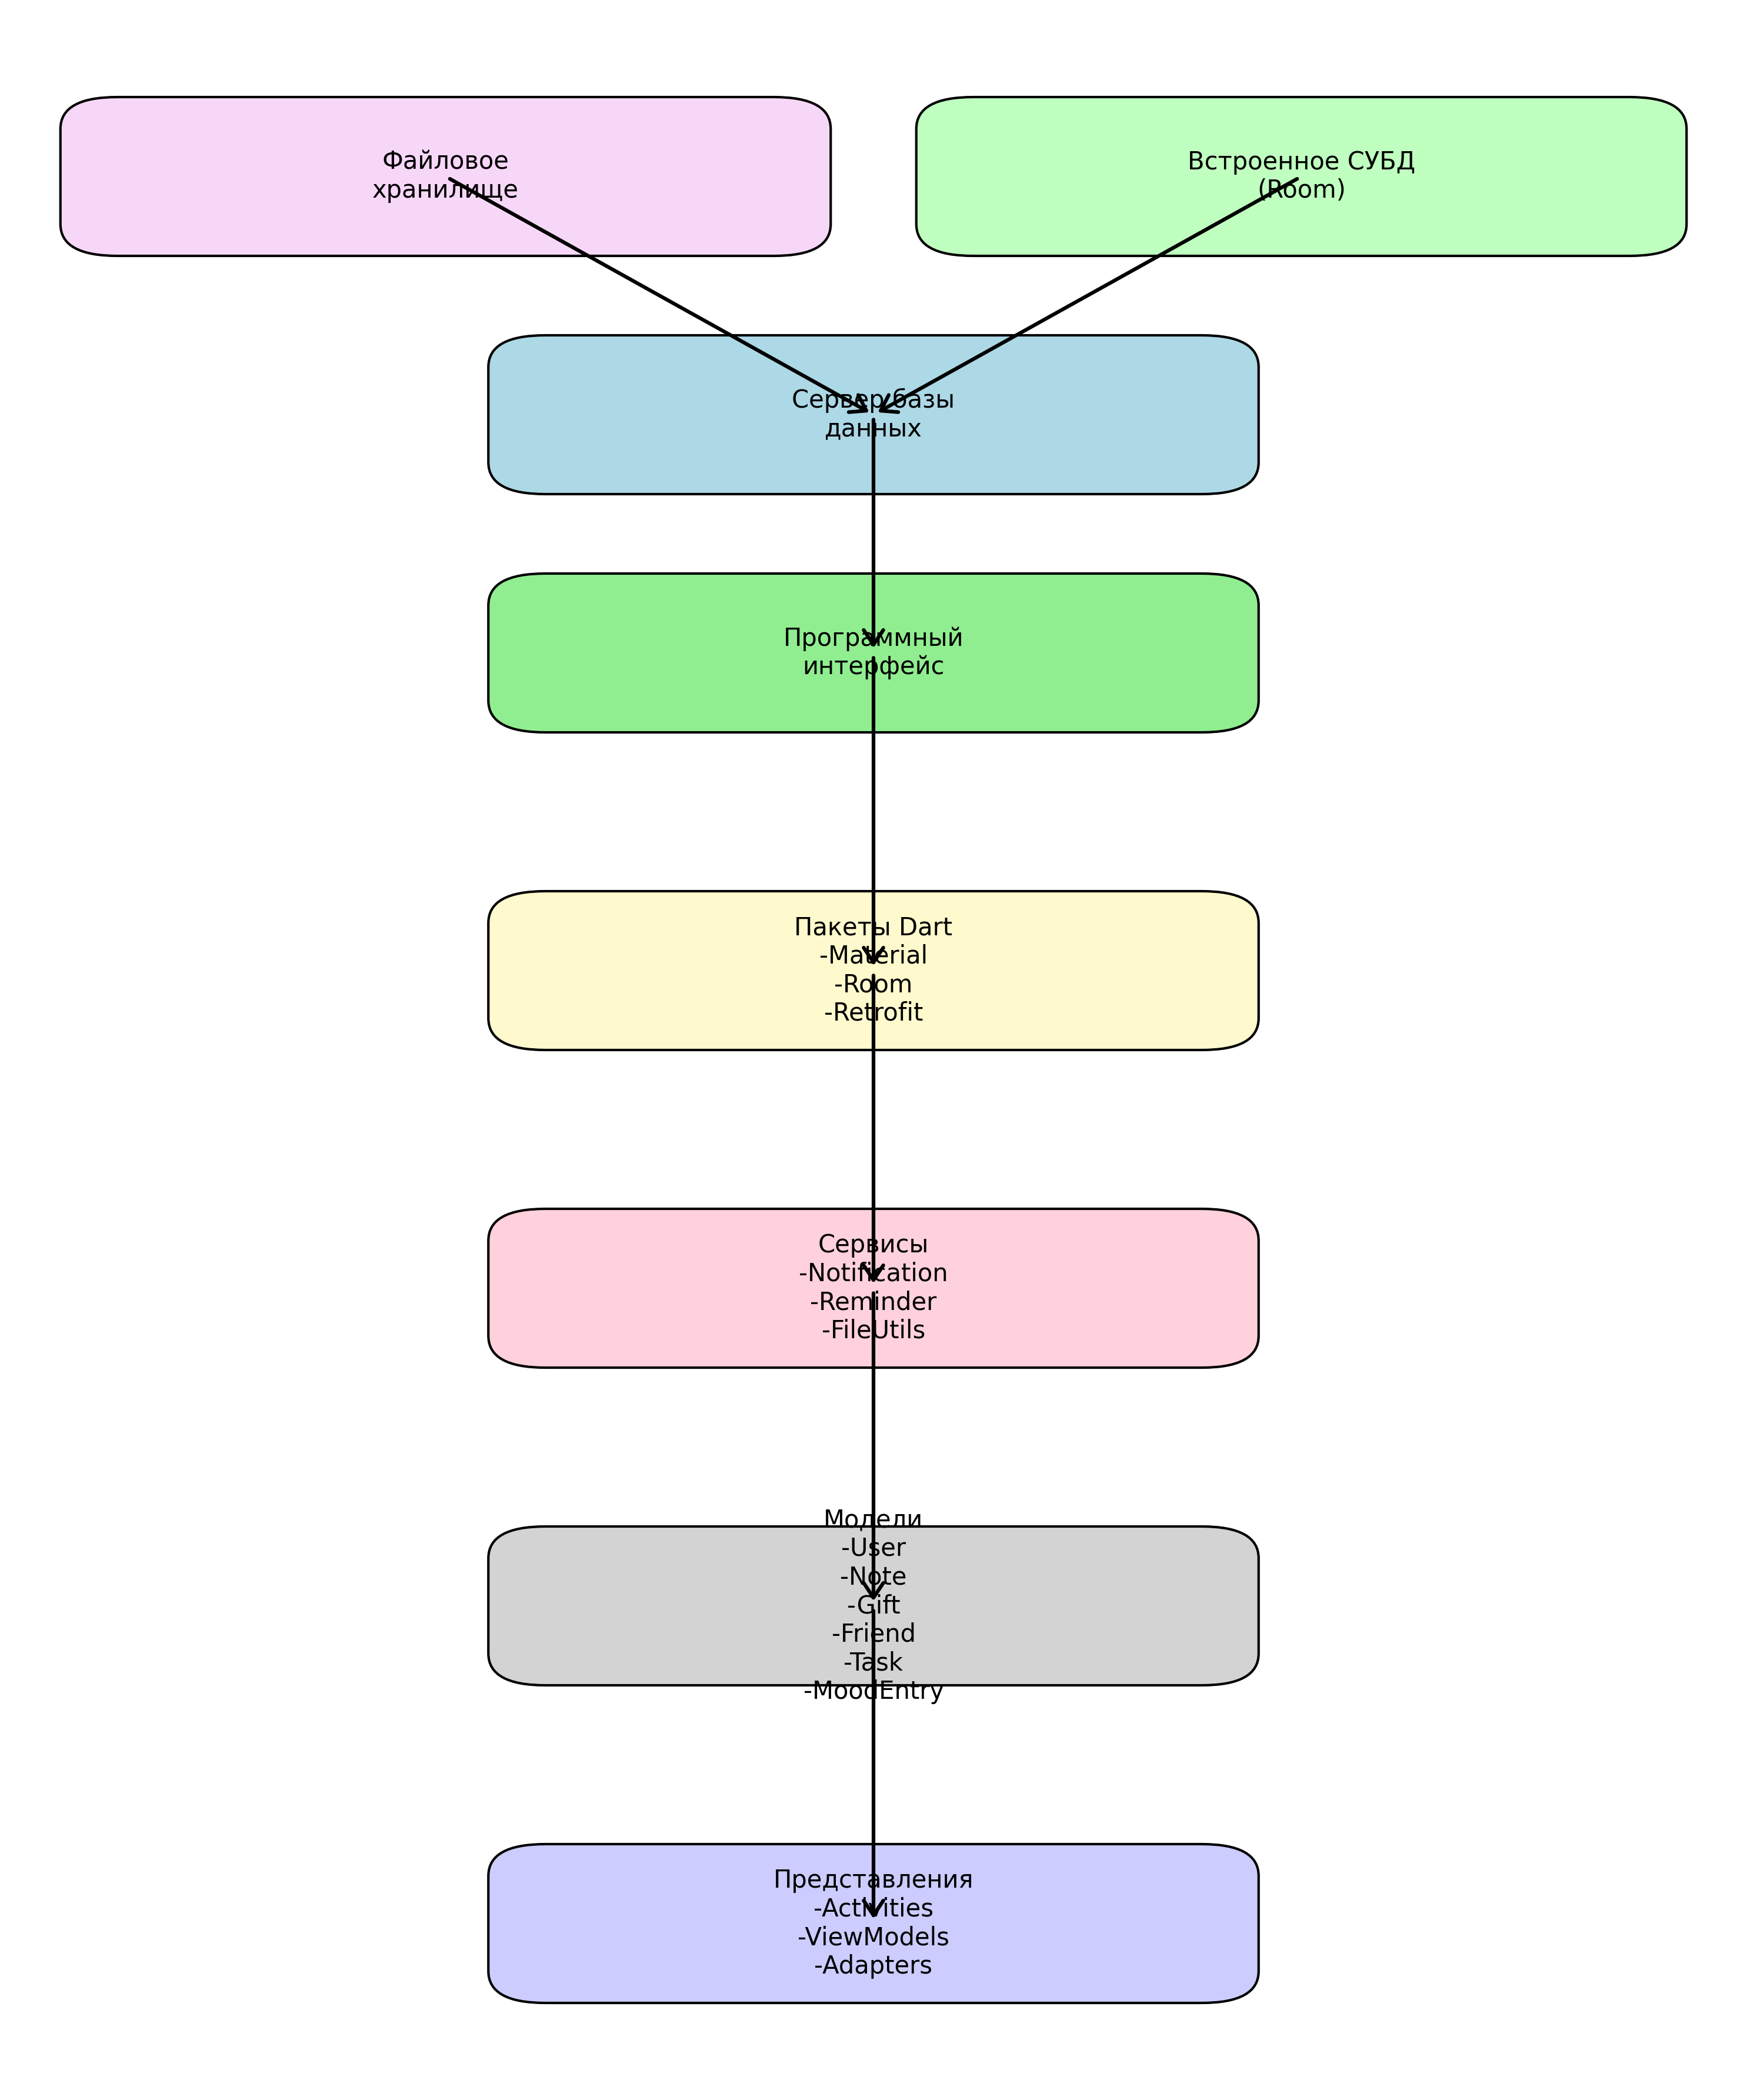 Файловое
хранилище
Встроенное СУБД
(Room)
Сервер базы
данных
Программный
интерфейс
Пакеты Dart
-Material
-Room
-Retrofit
Сервисы
-Notification
-Reminder
-FileUtils
Модели
-User
-Note
-Gift
-Friend
-Task
-MoodEntry
Представления
-Activities
-ViewModels
-Adapters